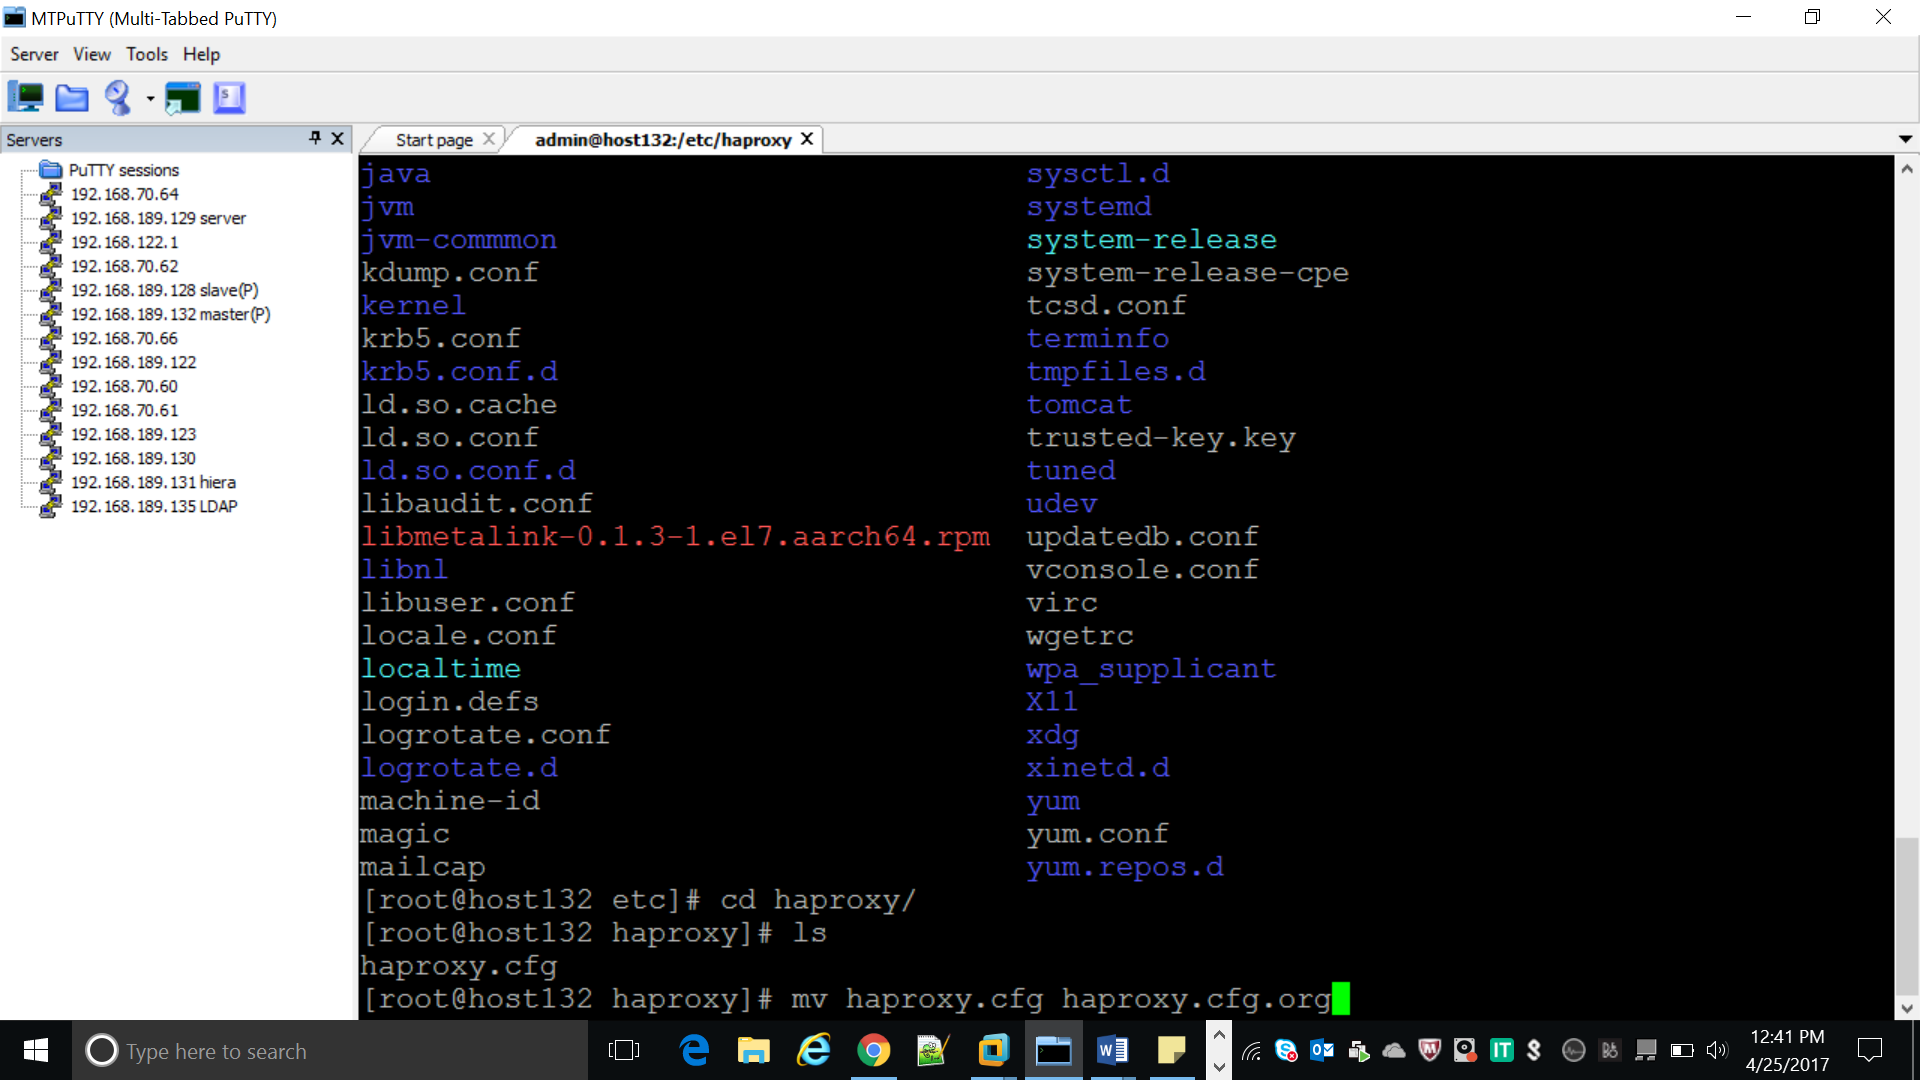 MTPuTTY (Multi-Tabbed PuTTY)
Server View Tools Help
Servers
Start page
admin@host132:/etc/haproxy
PuTTY sessions
192.168.70.64
192.168.189.129 server
192.168.122.1
192.168.70.62
192.168.189.128 slave(P)
192.168.189.132 master(P)
192.168.70.66
192.168.189.122
192.168.70.60
192.168.70.61
192.168.189.123
192.168.189.130
192.168.189.131 hiera
192.168.189.135 LDAP
java sysctl.d
jvm systemd
jvm-commmon system-release
kdump.conf system-release-cpe
kernel tcsd.conf
krb5.conf terminfo
krb5.conf.d tmpfiles.d
ld.so.cache tomcat
ld.so.conf trusted-key.key
ld.so.conf.d tuned
libaudit.conf udev
libmetalink-0.1.3-1.el7.aarch64.rpm updatedb.conf
libnl vconsole.conf
libuser.conf virc
locale.conf wgetrc
localtime wpa_supplicant
login.defs X11
logrotate.conf xdg
logrotate.d xinetd.d
machine-id yum
magic yum.conf
mailcap yum.repos.d
[root@host132 etc]# cd haproxy/
[root@host132 haproxy]# ls
haproxy.cfg
[root@host132 haproxy]# mv haproxy.cfg haproxy.cfg.org
Type here to search
12:41 PM
4/25/2017